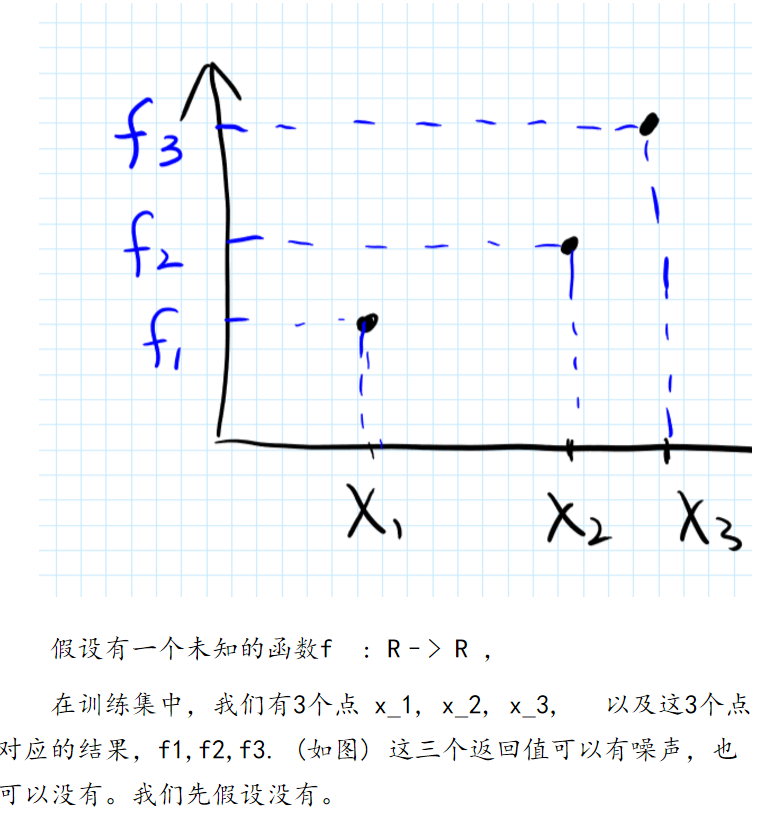 f3
f2
f1
X1
X2
X3
假设有一个未知的函数f : R–> R ,
在训练集中，我们有3个点 x_1, x_2, x_3, 以及这3个点
对应的结果，f1,f2,f3. (如图) 这三个返回值可以有噪声，也
可以没有。我们先假设没有。